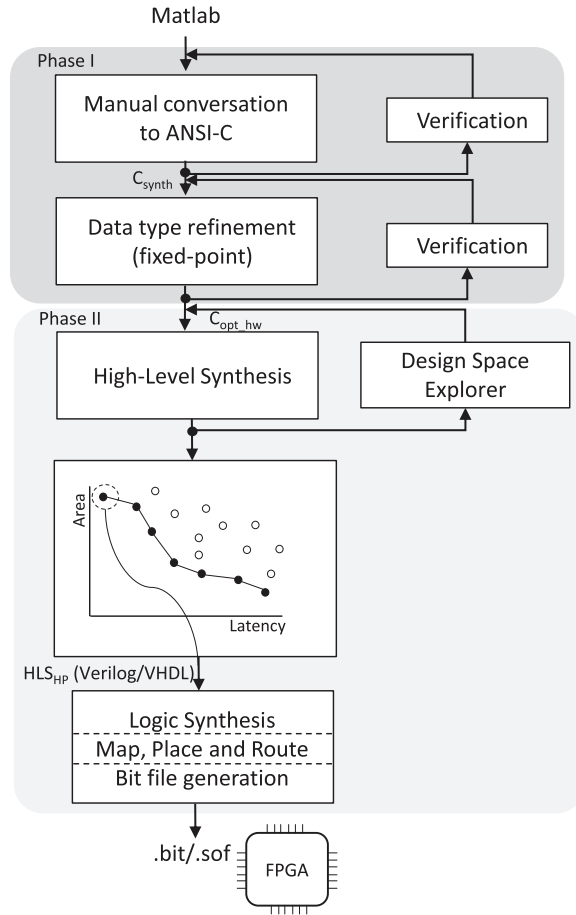 Matlab
Phase I
Manual conversation
to ANSI-C
Verification
C_synth
Data type refinement
(fixed-point)
Verification
Phase II
C_opt_hw
High-Level Synthesis
Design Space
Explorer
Area
Latency
HLS_HP (Verilog/VHDL)
Logic Synthesis
Map, Place and Route
Bit file generation
.bit/.sof
FPGA